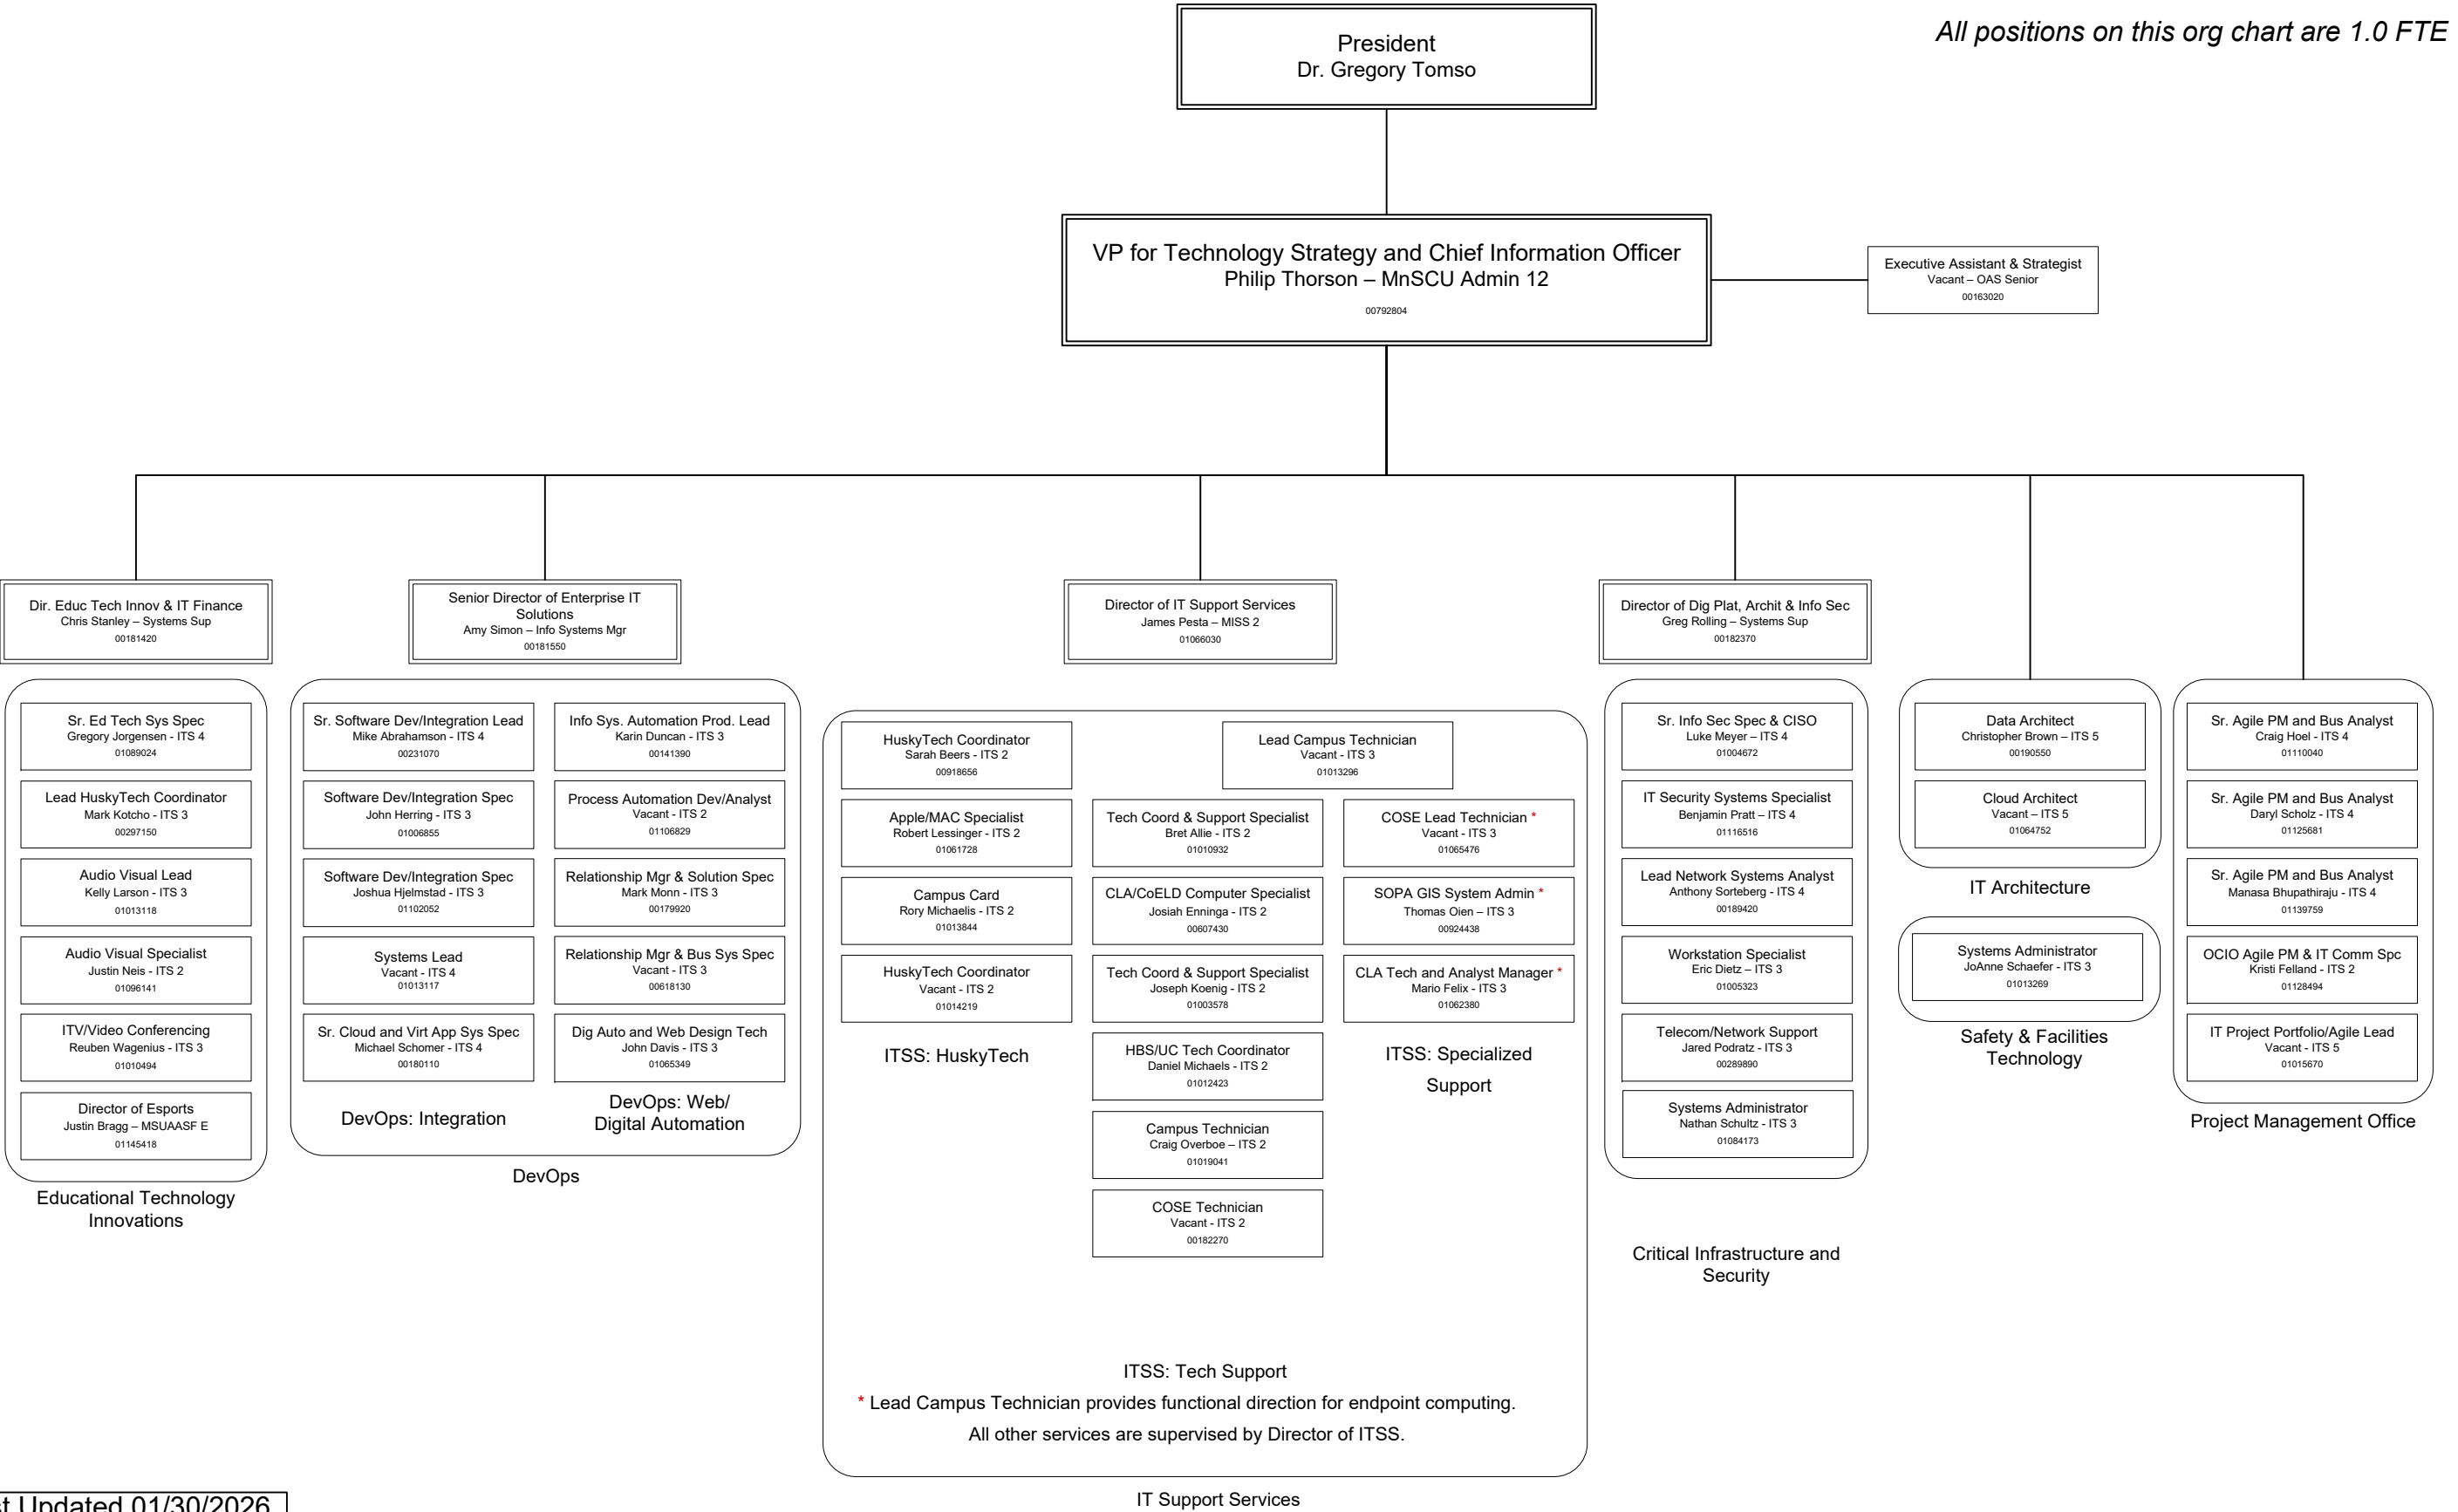 All positions on this org chart are 1.0 FTE
President
Dr. Gregory Tomso
VP for Technology Strategy and Chief Information Officer
Philip Thorson – MnSCU Admin 12
00792804
Executive Assistant & Strategist
Vacant – OAS Senior
00163020
Dir. Educ Tech Innov & IT Finance
Chris Stanley – Systems Sup
00181420
Senior Director of Enterprise IT
Solutions
Amy Simon – Info Systems Mgr
00181550
Director of IT Support Services
James Pesta – MISS 2
01066030
Director of Dig Plat, Archit & Info Sec
Greg Rolling – Systems Sup
00182370
Sr. Ed Tech Sys Spec
Gregory Jorgensen - ITS 4
01089024
Lead HuskyTech Coordinator
Mark Kotcho - ITS 3
00297150
Audio Visual Lead
Kelly Larson - ITS 3
01013118
Audio Visual Specialist
Justin Neis - ITS 2
01096141
ITV/Video Conferencing
Reuben Wagenius - ITS 3
01010494
Director of Esports
Justin Bragg – MSUAASF E
01145418
Educational Technology
Innovations
Sr. Software Dev/Integration Lead
Mike Abrahamson - ITS 4
00231070
Software Dev/Integration Spec
John Herring - ITS 3
01006855
Software Dev/Integration Spec
Joshua Hjelmstad - ITS 3
01102052
Systems Lead
Vacant - ITS 4
01013117
Sr. Cloud and Virt App Sys Spec
Michael Schomer - ITS 4
00180110
DevOps: Integration
Info Sys. Automation Prod. Lead
Karin Duncan - ITS 3
00141390
Process Automation Dev/Analyst
Vacant - ITS 2
01106829
Relationship Mgr & Solution Spec
Mark Monn - ITS 3
00179920
Relationship Mgr & Bus Sys Spec
Vacant - ITS 3
00618130
Dig Auto and Web Design Tech
John Davis - ITS 3
01065349
DevOps: Web/
Digital Automation
DevOps
HuskyTech Coordinator
Sarah Beers - ITS 2
00918656
Apple/MAC Specialist
Robert Lessinger - ITS 2
01061728
Campus Card
Rory Michaelis - ITS 2
01013844
HuskyTech Coordinator
Vacant - ITS 2
01014219
ITSS: HuskyTech
Lead Campus Technician
Vacant - ITS 3
01013296
Tech Coord & Support Specialist
Bret Allie - ITS 2
01010932
CLA/CoELD Computer Specialist
Josiah Enninga - ITS 2
00607430
Tech Coord & Support Specialist
Joseph Koenig - ITS 2
01003578
HBS/UC Tech Coordinator
Daniel Michaels - ITS 2
01012423
Campus Technician
Craig Overboe – ITS 2
01019041
COSE Technician
Vacant - ITS 2
00182270
COSE Lead Technician *
Vacant - ITS 3
01065476
SOPA GIS System Admin *
Thomas Oien – ITS 3
00924438
CLA Tech and Analyst Manager *
Mario Felix - ITS 3
01062380
ITSS: Specialized
Support
ITSS: Tech Support
* Lead Campus Technician provides functional direction for endpoint computing.
All other services are supervised by Director of ITSS.
IT Support Services
Sr. Info Sec Spec & CISO
Luke Meyer – ITS 4
01004672
IT Security Systems Specialist
Benjamin Pratt – ITS 4
01116516
Lead Network Systems Analyst
Anthony Sorteberg - ITS 4
00189420
Workstation Specialist
Eric Dietz – ITS 3
01005323
Telecom/Network Support
Jared Podratz - ITS 3
00289890
Systems Administrator
Nathan Schultz - ITS 3
01084173
Critical Infrastructure and
Security
Data Architect
Christopher Brown – ITS 5
00190550
Cloud Architect
Vacant – ITS 5
01064752
IT Architecture
Systems Administrator
JoAnne Schaefer - ITS 3
01013269
Safety & Facilities
Technology
Sr. Agile PM and Bus Analyst
Craig Hoel - ITS 4
01110040
Sr. Agile PM and Bus Analyst
Daryl Scholz - ITS 4
01125681
Sr. Agile PM and Bus Analyst
Manasa Bhupathiraju - ITS 4
01139759
OCIO Agile PM & IT Comm Spc
Kristi Felland - ITS 2
01128494
IT Project Portfolio/Agile Lead
Vacant - ITS 5
01015670
Project Management Office
Updated 01/30/2026